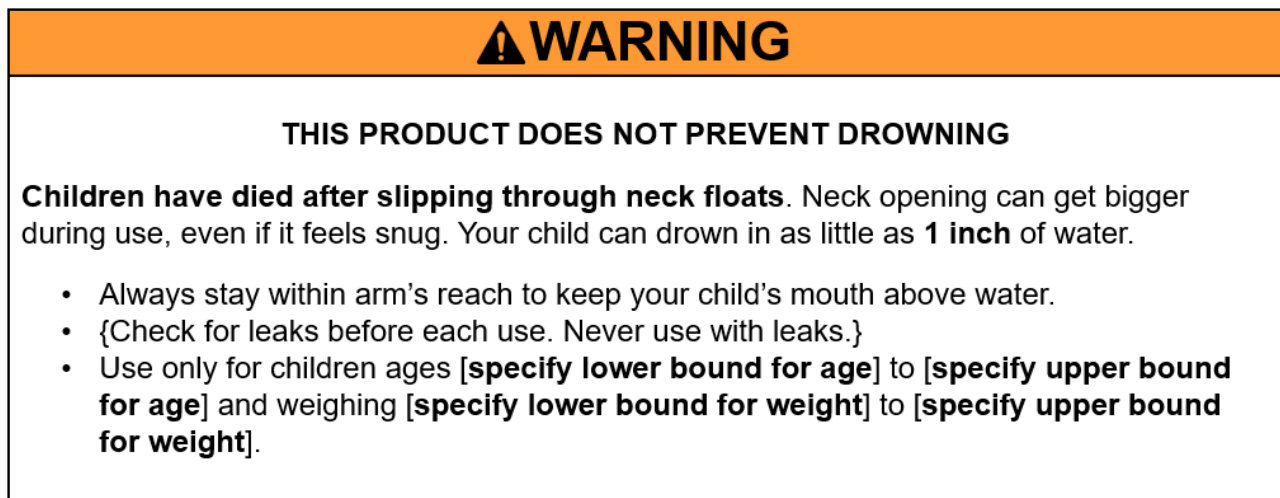 ⚠WARNING
THIS PRODUCT DOES NOT PREVENT DROWNING
Children have died after slipping through neck floats. Neck opening can get bigger
during use, even if it feels snug. Your child can drown in as little as 1 inch of water.
• Always stay within arm’s reach to keep your child’s mouth above water.
• {Check for leaks before each use. Never use with leaks.}
• Use only for children ages [specify lower bound for age] to [specify upper bound
for age] and weighing [specify lower bound for weight] to [specify upper bound
for weight].